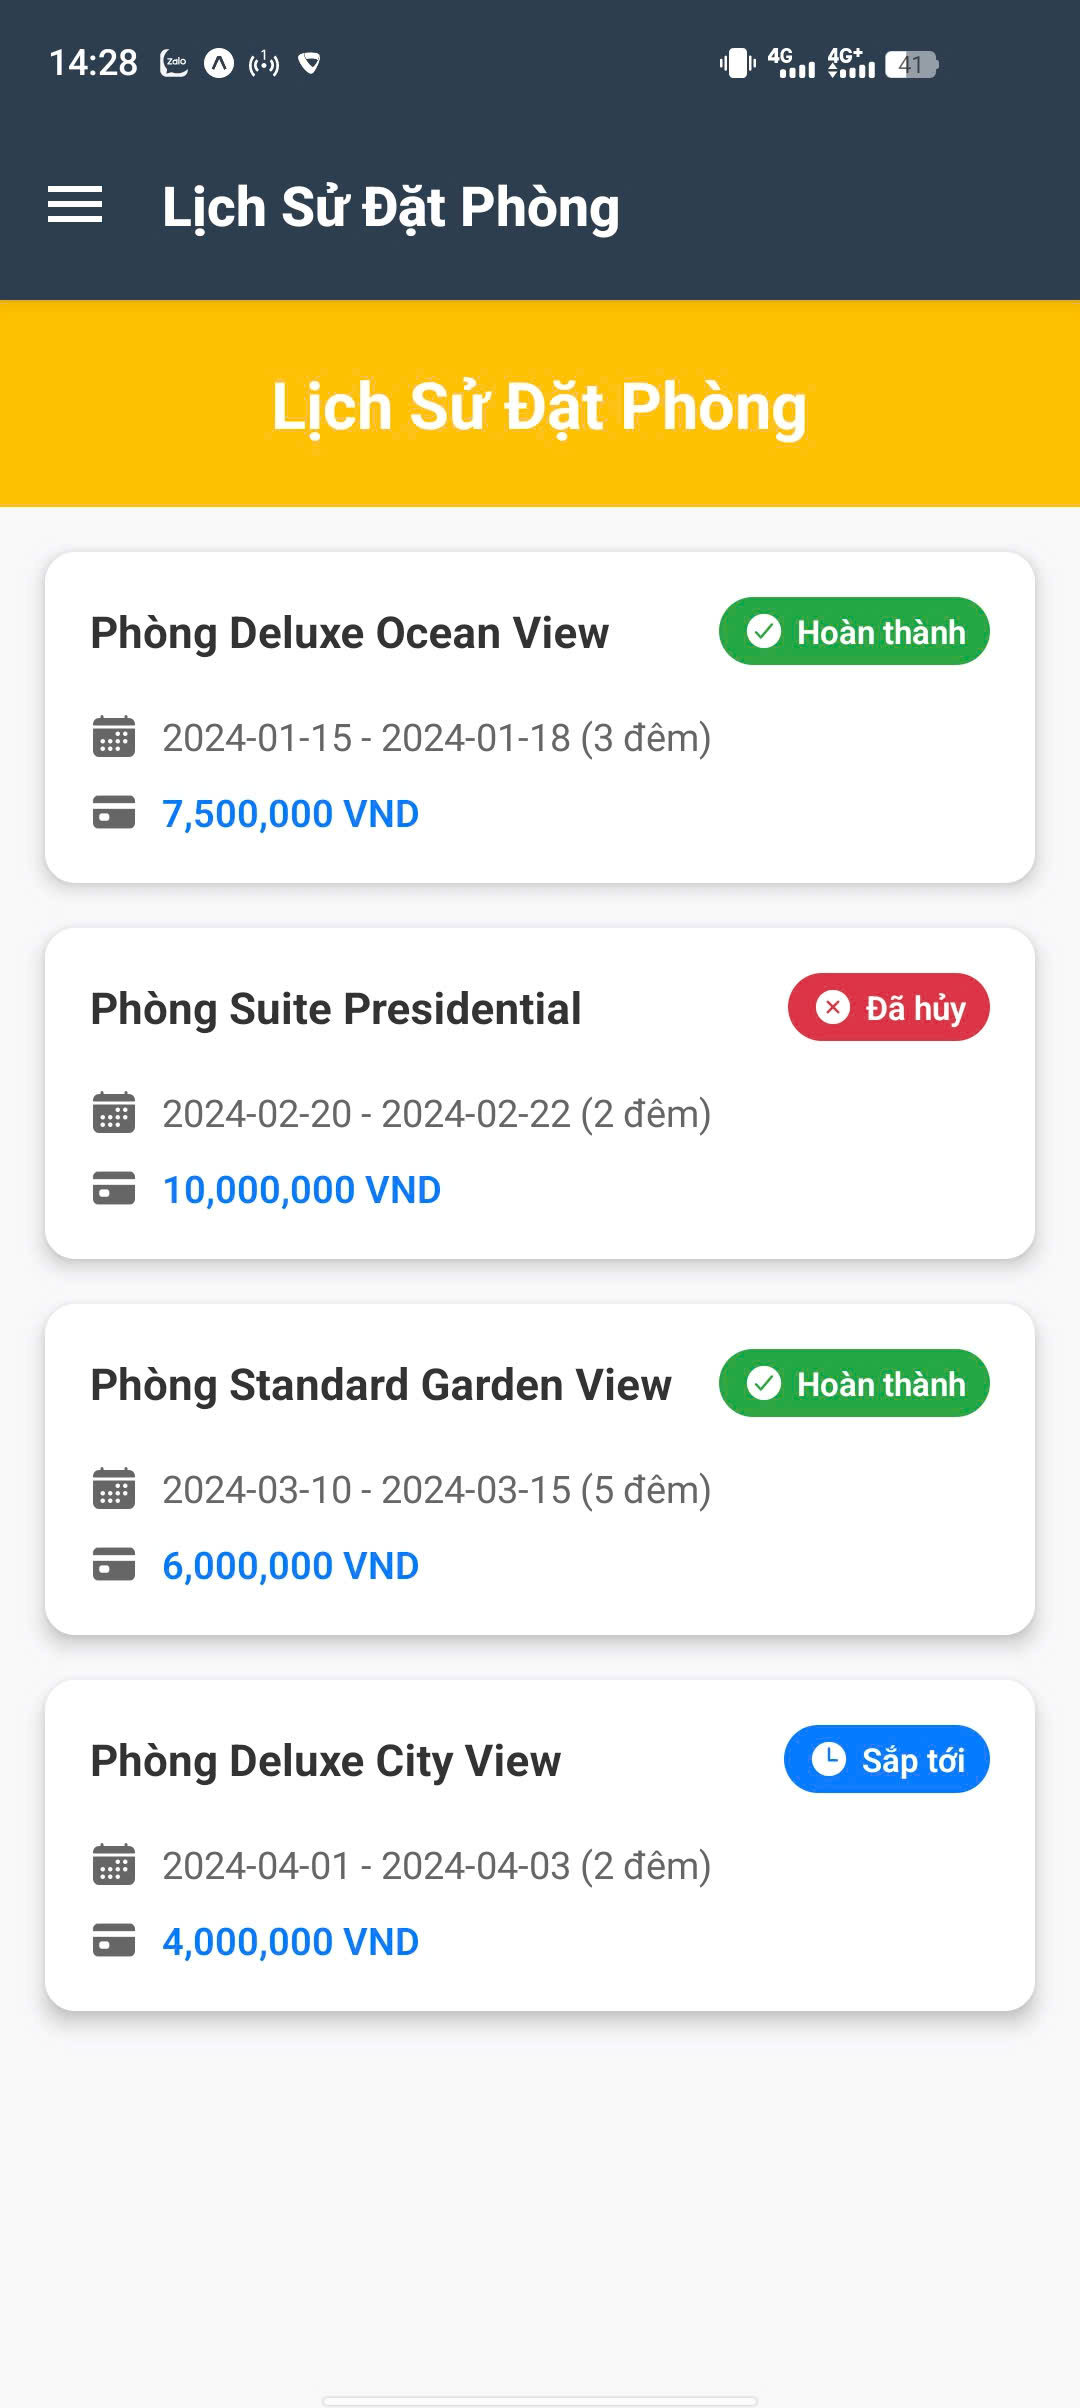 14:28 Zalo 1 4G 4G+ 41
Lịch Sử Đặt Phòng
Lịch Sử Đặt Phòng
Phòng Deluxe Ocean View Hoàn thành
2024-01-15 - 2024-01-18 (3 đêm)
7,500,000 VND
Phòng Suite Presidential Đã hủy
2024-02-20 - 2024-02-22 (2 đêm)
10,000,000 VND
Phòng Standard Garden View Hoàn thành
2024-03-10 - 2024-03-15 (5 đêm)
6,000,000 VND
Phòng Deluxe City View Sắp tới
2024-04-01 - 2024-04-03 (2 đêm)
4,000,000 VND